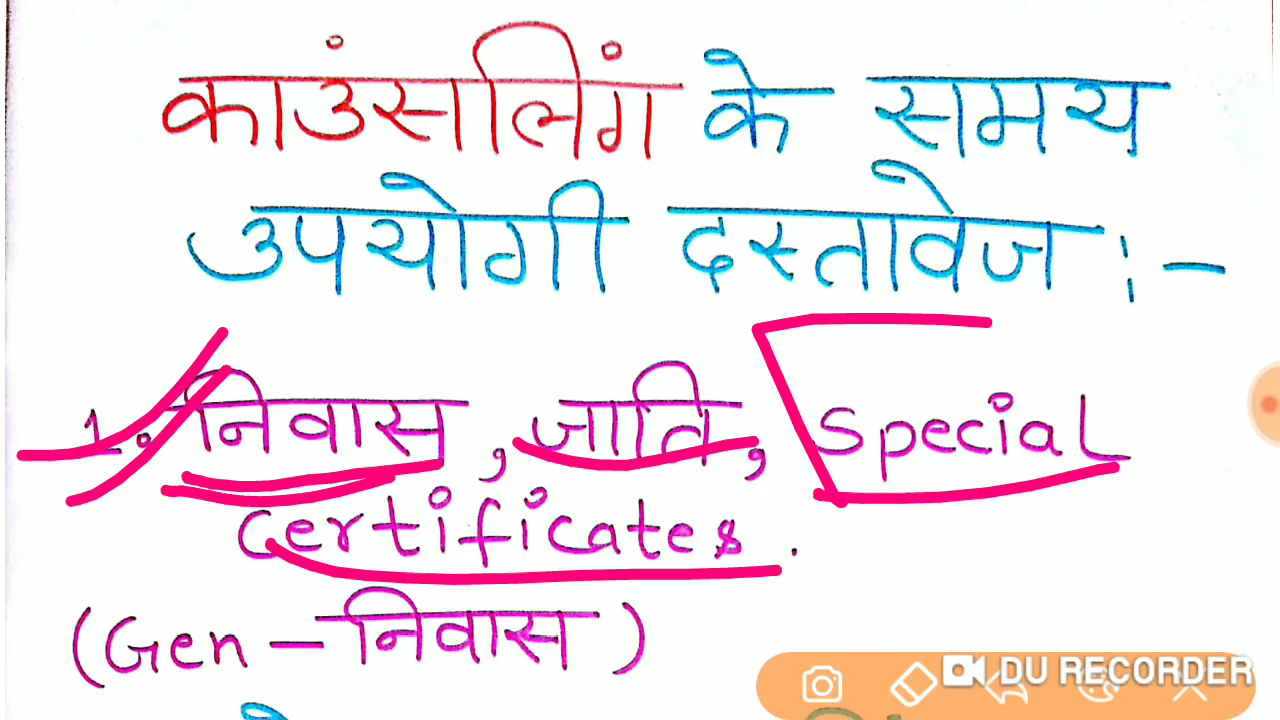 काउंसलिंग के समय
उपयोगी दस्तावेज :-
1. निवास, जाति, Special
Certificates.
(Gen - निवास)
DU RECORDER